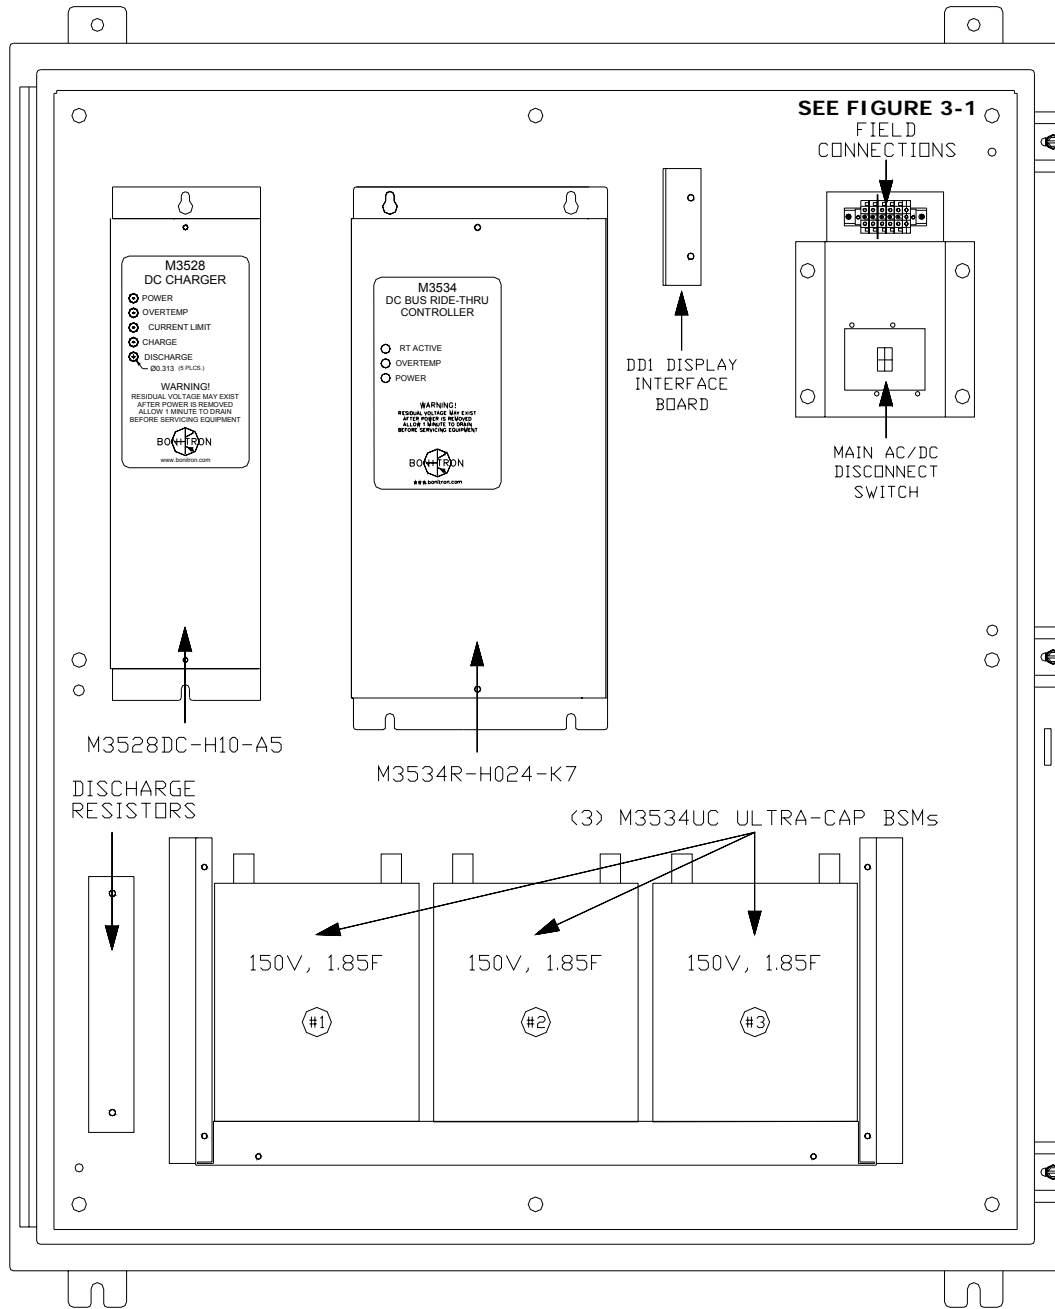 SEE FIGURE 3-1
FIELD
CONNECTIONS
M3528
DC CHARGER
POWER
OVERTEMP
CURRENT LIMIT
CHARGE
DISCHARGE
Ø0.313 (5 PLCS.)
WARNING!
RESIDUAL VOLTAGE MAY EXIST
AFTER POWER IS REMOVED
ALLOW 1 MINUTE TO DRAIN
BEFORE SERVICING EQUIPMENT
BONITRON
www.bonitron.com
M3534
DC BUS RIDE-THRU
CONTROLLER
RT ACTIVE
OVERTEMP
POWER
WARNING!
RESIDUAL VOLTAGE MAY EXIST
AFTER POWER IS REMOVED
ALLOW 1 MINUTE TO DRAIN
BEFORE SERVICING EQUIPMENT
BONITRON
www.bonitron.com
DD1 DISPLAY
INTERFACE
BOARD
MAIN AC/DC
DISCONNECT
SWITCH
M3528DC-H10-A5
M3534R-H024-K7
DISCHARGE
RESISTORS
(3) M3534UC ULTRA-CAP BSMs
150V, 1.85F
150V, 1.85F
150V, 1.85F
#1
#2
#3